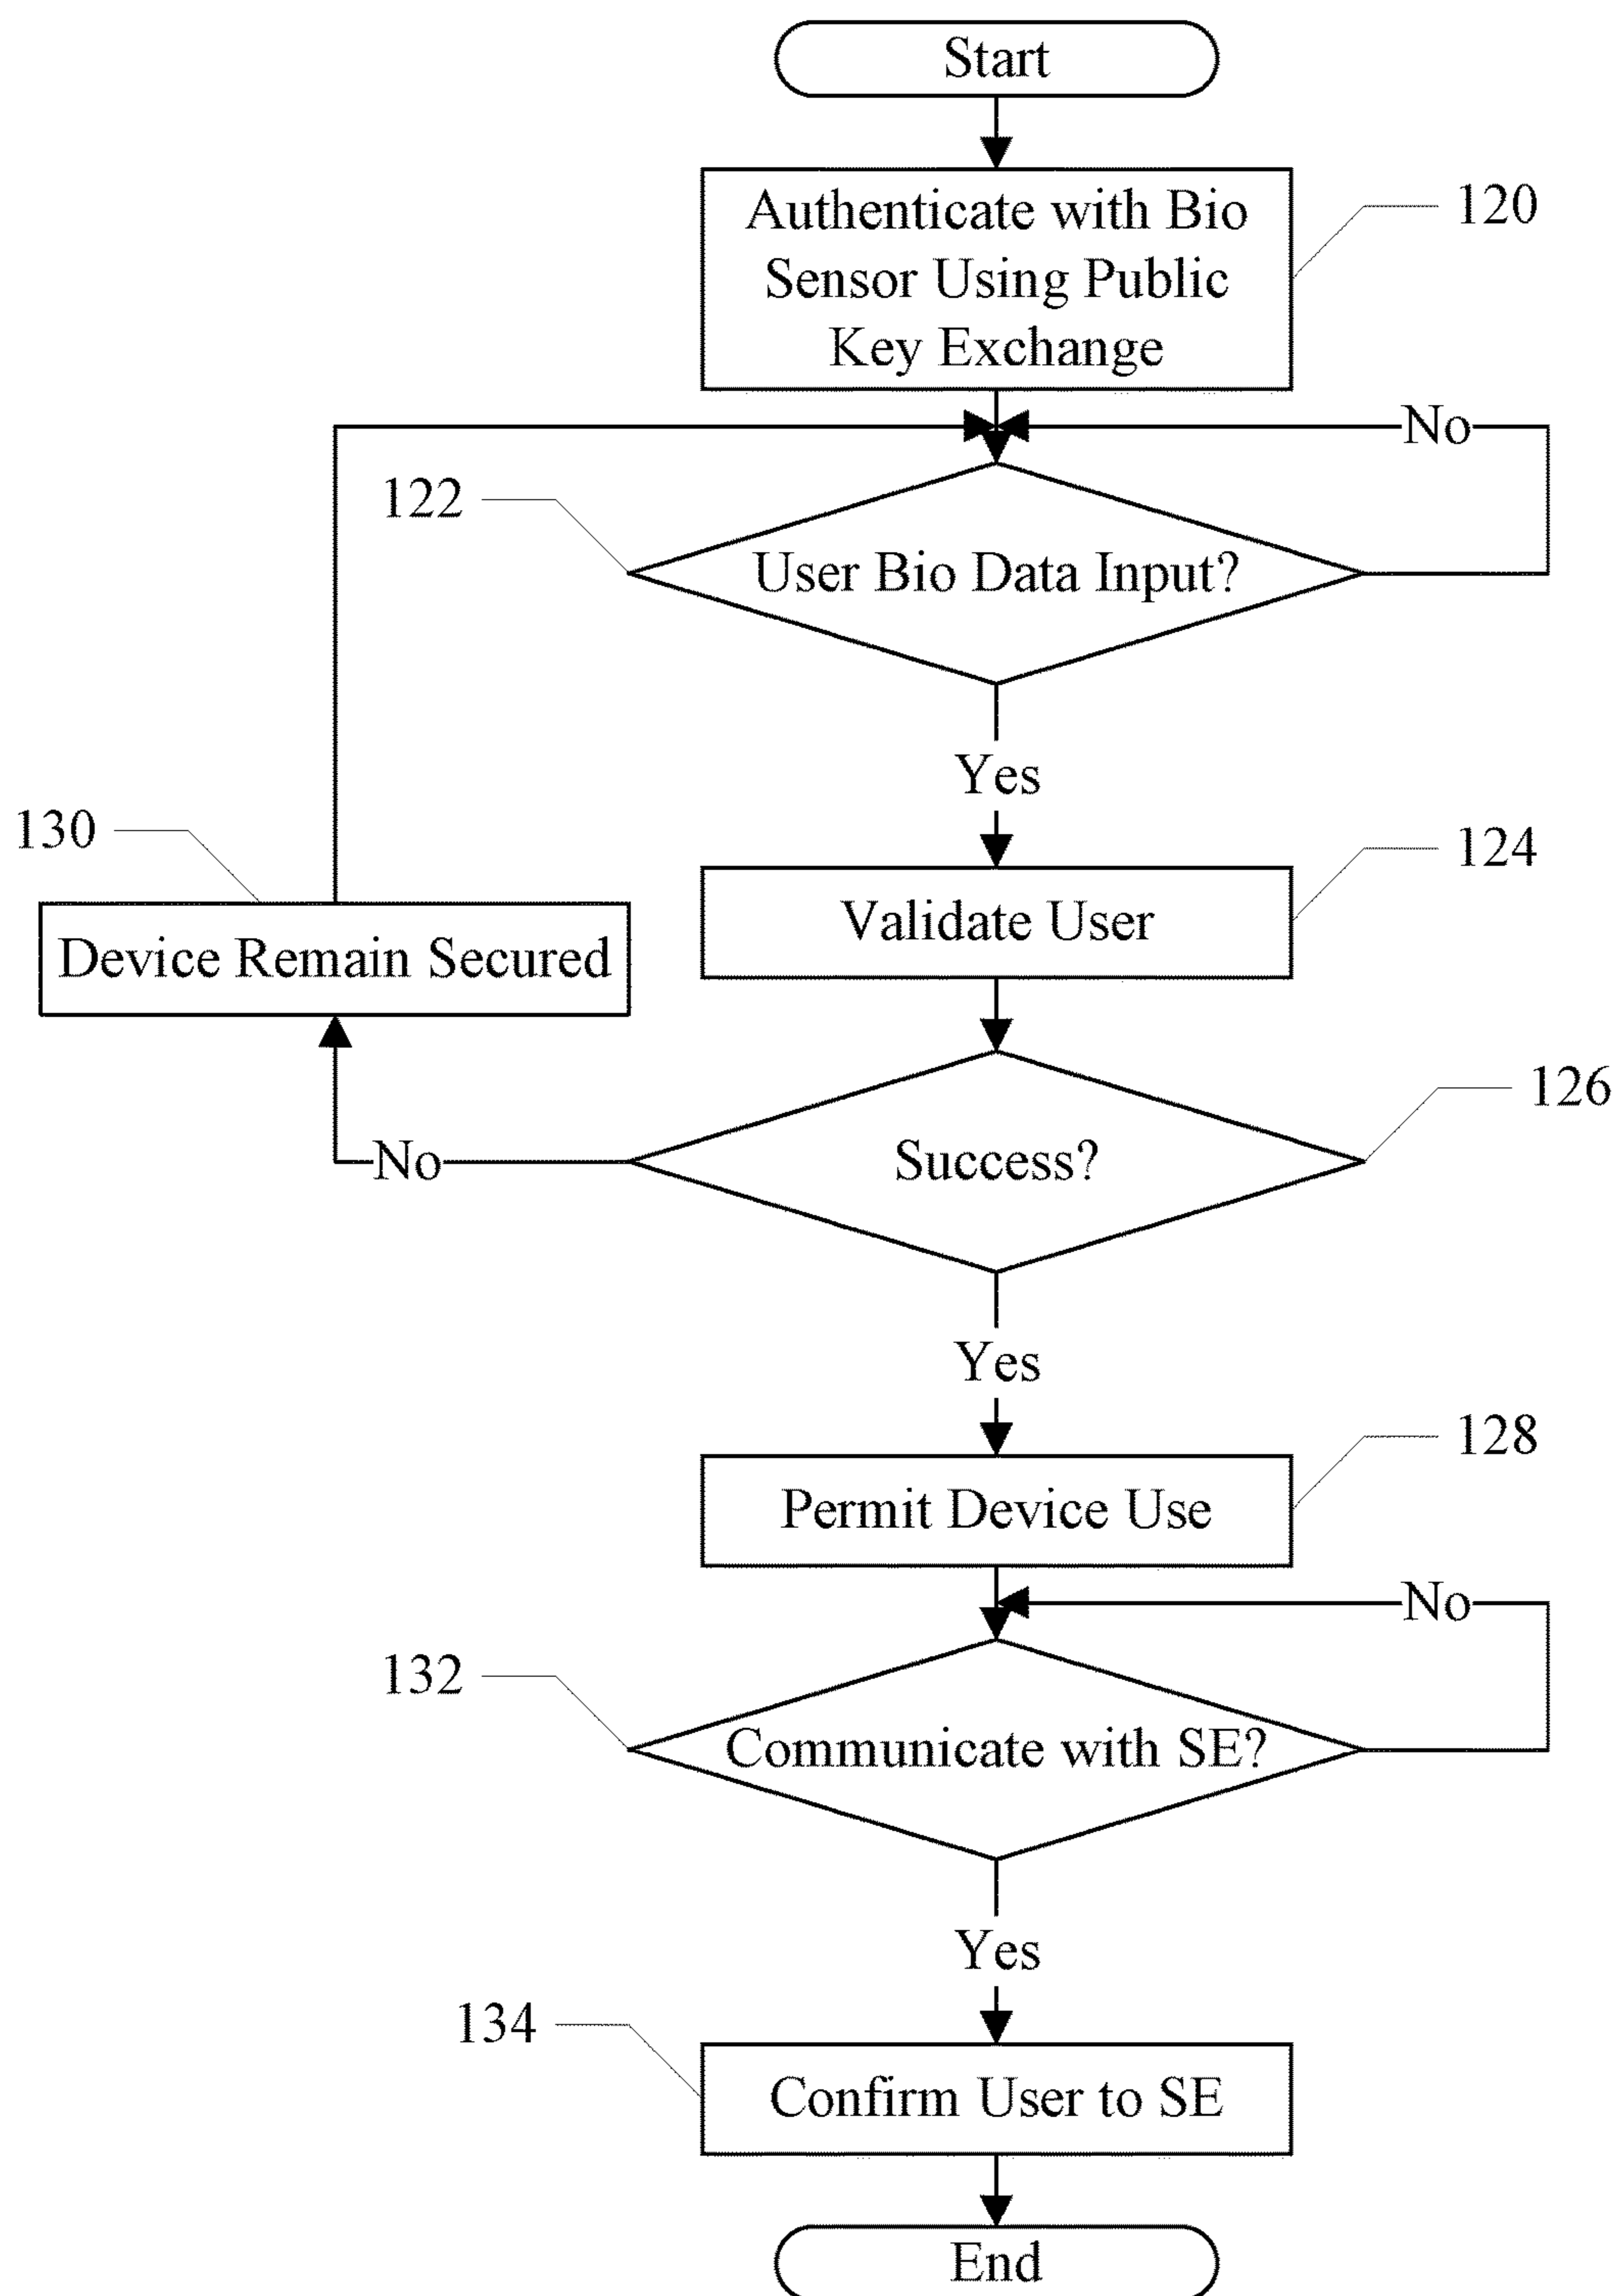 Start
Authenticate with Bio
Sensor Using Public
Key Exchange
120
No
122
User Bio Data Input?
Yes
130
124
Device Remain Secured
Validate User
126
Success?
No
Yes
128
Permit Device Use
No
132
Communicate with SE?
Yes
134
Confirm User to SE
End